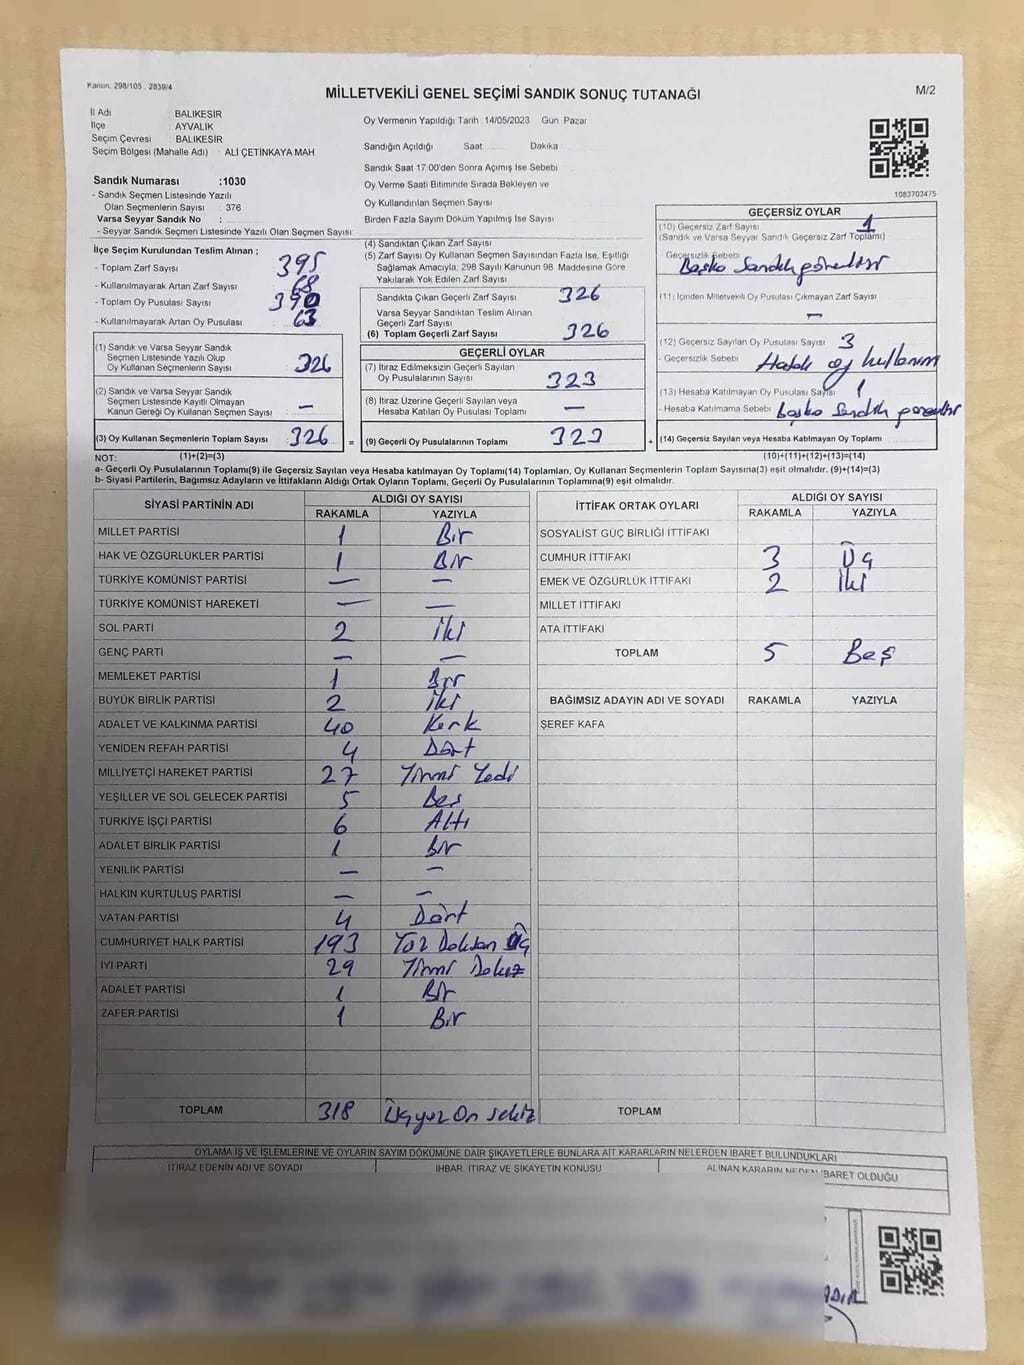 Kanun. 298/105 . 2839/4
MİLLETVEKİLİ GENEL SEÇİMİ SANDIK SONUÇ TUTANAĞI
M/2
İl Adı BALIKESİR
İlçe : AYVALIK
Seçim Çevresi : BALIKESİR
Seçim Bölgesi (Mahalle Adı) : ALİ ÇETİNKAYA MAH
Sandık Numarası :1030
- Sandık Seçmen Listesinde Yazılı
Olan Seçmenlerin Sayısı : 376
Varsa Seyyar Sandık No :
- Seyyar Sandık Seçmen Listesinde Yazılı Olan Seçmen Sayısı:
Oy Vermenin Yapıldığı Tarih :14/05/2023 Gün: Pazar
Sandığın Açıldığı Saat Dakika
Sandık Saat 17:00'den Sonra Açımış İse Sebebi
Oy Verme Saati Bitiminde Sırada Bekleyen ve
Oy Kullandırılan Seçmen Sayısı
Birden Fazla Sayım Döküm Yapılmış İse Sayısı
1083703475
İlçe Seçim Kurulundan Teslim Alınan ;
- Toplam Zarf Sayısı 395
- Kullanılmayarak Artan Zarf Sayısı 68
- Toplam Oy Pusulası Sayısı 390
- Kullanılmayarak Artan Oy Pusulası 63
(1) Sandık ve Varsa Seyyar Sandık
Seçmen Listesinde Yazılı Olup
Oy Kullanan Seçmenlerin Sayısı : 326
(2) Sandık ve Varsa Seyyar Sandık
Seçmen Listesinde Kayıtlı Olmayan
Kanun Gereği Oy Kullanan Seçmen Sayısı : —
(3) Oy Kullanan Seçmenlerin Toplam Sayısı : 326 =
(4) Sandıktan Çıkan Zarf Sayısı
(5) Zarf Sayısı Oy Kullanan Seçmen Sayısından Fazla İse, Eşitliği
Sağlamak Amacıyla; 298 Sayılı Kanunun 98 Maddesine Göre
Yakılarak Yok Edilen Zarf Sayısı
Sandıkta Çıkan Geçerli Zarf Sayısı 326
Varsa Seyyar Sandıktan Teslim Alınan
Geçerli Zarf Sayısı
(6) Toplam Geçerli Zarf Sayısı 326
GEÇERLİ OYLAR
(7) İtiraz Edilmeksizin Geçerli Sayılan
Oy Pusulalarının Sayısı 323
(8) İtiraz Üzerine Geçerli Sayılan veya
Hesaba Katılan Oy Pusulası Toplamı —
(9) Geçerli Oy Pusulalarının Toplamı 323 +
GEÇERSİZ OYLAR
(10) Geçersiz Zarf Sayısı 1
(Sandık ve Varsa Seyyar Sandık Geçersiz Zarf Toplamı)
Geçersizlik Sebebi
Başka Sandık görevlisi
(11) İçinden Milletvekili Oy Pusulası Çıkmayan Zarf Sayısı
—
(12) Geçersiz Sayılan Oy Pusulası Sayısı 3
- Geçersizlik Sebebi Hatalı oy kullanım
(13) Hesaba Katılmayan Oy Pusulası Sayısı 1
- Hesaba Katılmama Sebebi Başka Sandık görevlisi
(14) Geçersiz Sayılan veya Hesaba Katılmayan Oy Toplamı
NOT: (1)+(2)=(3) (10)+(11)+(12)+(13)=(14)
a- Geçerli Oy Pusulalarının Toplamı(9) ile Geçersiz Sayılan veya Hesaba katılmayan Oy Toplamı(14) Toplamları, Oy Kullanan Seçmenlerin Toplam Sayısına(3) eşit olmalıdır. (9)+(14)=(3)
b- Siyasi Partilerin, Bağımsız Adayların ve İttifakların Aldığı Ortak Oyların Toplamı, Geçerli Oy Pusulalarının Toplamına(9) eşit olmalıdır.
SİYASİ PARTİNİN ADI ALDIĞI OY SAYISI
RAKAMLA YAZIYLA
MİLLET PARTİSİ 1 Bir
HAK VE ÖZGÜRLÜKLER PARTİSİ 1 Bir
TÜRKİYE KOMÜNİST PARTİSİ — —
TÜRKİYE KOMÜNİST HAREKETİ — —
SOL PARTİ 2 İki
GENÇ PARTİ — —
MEMLEKET PARTİSİ 1 Bir
BÜYÜK BİRLİK PARTİSİ 2 iki
ADALET VE KALKINMA PARTİSİ 40 Kırk
YENİDEN REFAH PARTİSİ 4 Dört
MİLLİYETÇİ HAREKET PARTİSİ 27 Yirmi Yedi
YEŞİLLER VE SOL GELECEK PARTİSİ 5 Beş
TÜRKİYE İŞÇİ PARTİSİ 6 Altı
ADALET BİRLİK PARTİSİ 1 Bir
YENİLİK PARTİSİ — —
HALKIN KURTULUŞ PARTİSİ — —
VATAN PARTİSİ 4 Dört
CUMHURİYET HALK PARTİSİ 193 Yüz Doksan Üç
İYİ PARTİ 29 Yirmi Dokuz
ADALET PARTİSİ 1 Bir
ZAFER PARTİSİ 1 Bir
TOPLAM 318 Üçyüz On sekiz
İTTİFAK ORTAK OYLARI ALDIĞI OY SAYISI
RAKAMLA YAZIYLA
SOSYALİST GÜÇ BİRLİĞİ İTTİFAKI
CUMHUR İTTİFAKI 3 Üç
EMEK VE ÖZGÜRLÜK İTTİFAKI 2 İki
MİLLET İTTİFAKI
ATA İTTİFAKI
TOPLAM 5 Beş
BAĞIMSIZ ADAYIN ADI VE SOYADI RAKAMLA YAZIYLA
ŞEREF KAFA
TOPLAM
OYLAMA İŞ VE İŞLEMLERİNE VE OYLARIN SAYIM DÖKÜMÜNE DAİR ŞİKAYETLERLE BUNLARA AİT KARARLARIN NELERDEN İBARET BULUNDUKLARI
İTİRAZ EDENİN ADI VE SOYADI İHBAR, İTİRAZ VE ŞİKAYETİN KONUSU ALINAN KARARIN NEDEN İBARET OLDUĞU